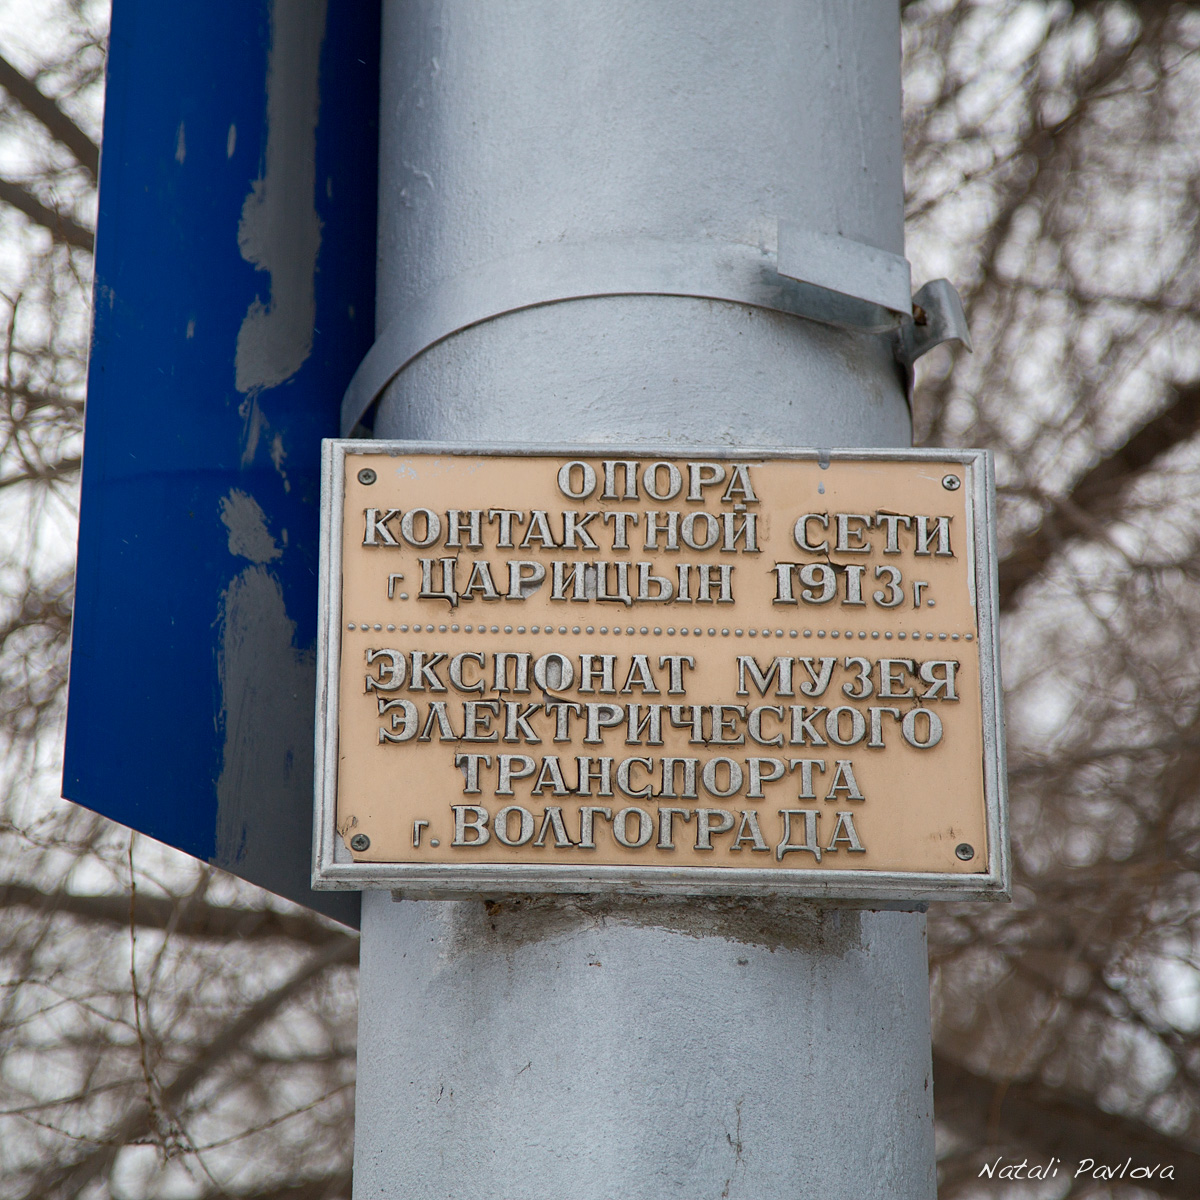 ОПОРА
КОНТАКТНОЙ СЕТИ
г. ЦАРИЦЫН 1913 г.
ЭКСПОНАТ МУЗЕЯ
ЭЛЕКТРИЧЕСКОГО
ТРАНСПОРТА
г. ВОЛГОГРАДА
Natali Pavlova